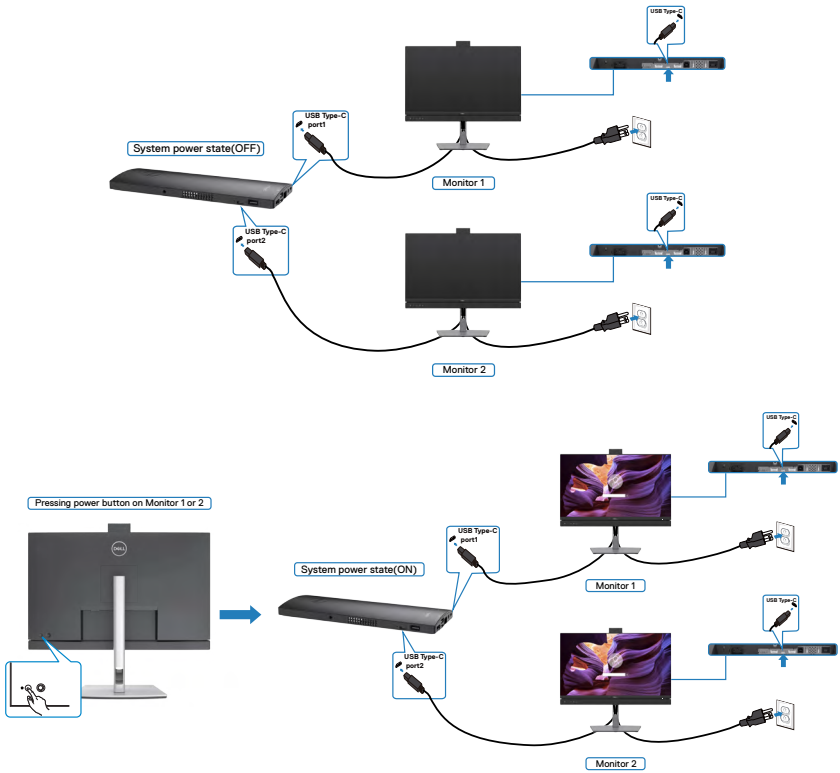 USB Type-C
USB Type-C
port1
System power state(OFF)
Monitor 1
USB Type-C
USB Type-C
port2
Monitor 2
USB Type-C
Pressing power button on Monitor 1 or 2
DELL
USB Type-C
port1
System power state(ON)
Monitor 1
USB Type-C
USB Type-C
port2
Monitor 2